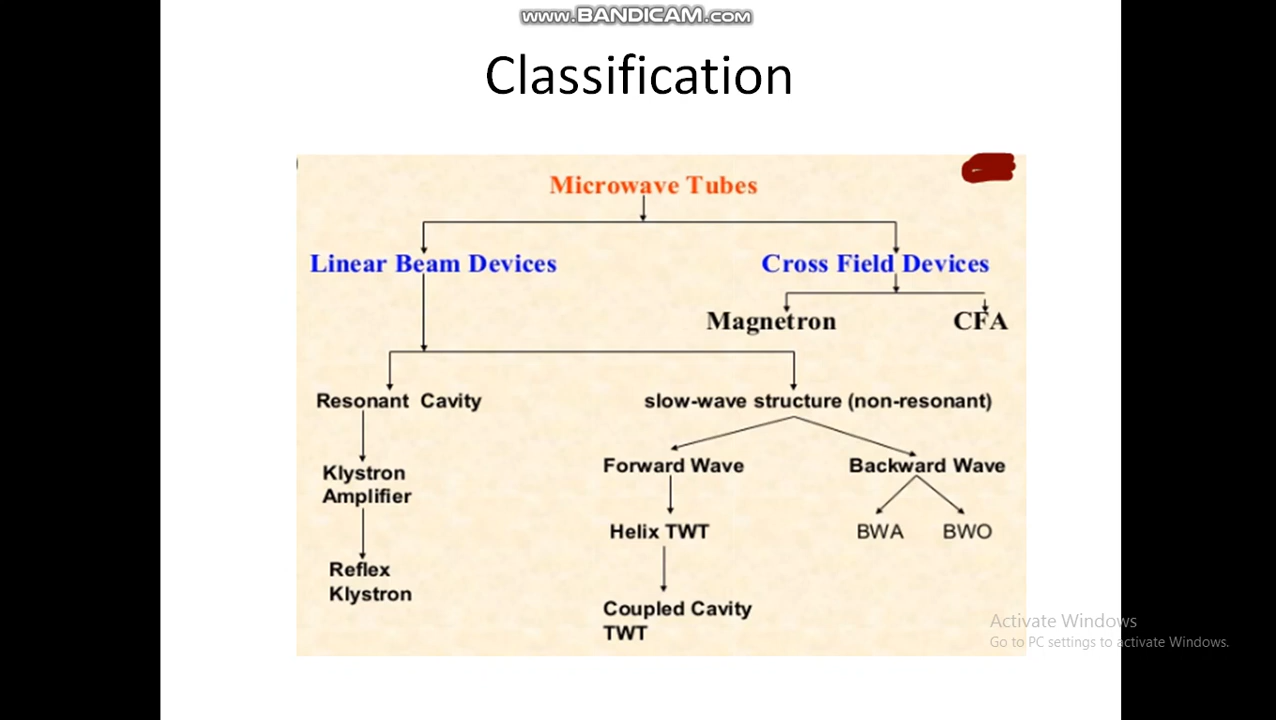 www.BANDICAM.com
Classification
Microwave Tubes
Linear Beam Devices
Cross Field Devices
Magnetron
CFA
Resonant Cavity
slow-wave structure (non-resonant)
Klystron
Amplifier
Forward Wave
Backward Wave
Helix TWT
BWA
BWO
Reflex
Klystron
Coupled Cavity
TWT
Activate Windows
Go to PC settings to activate Windows.